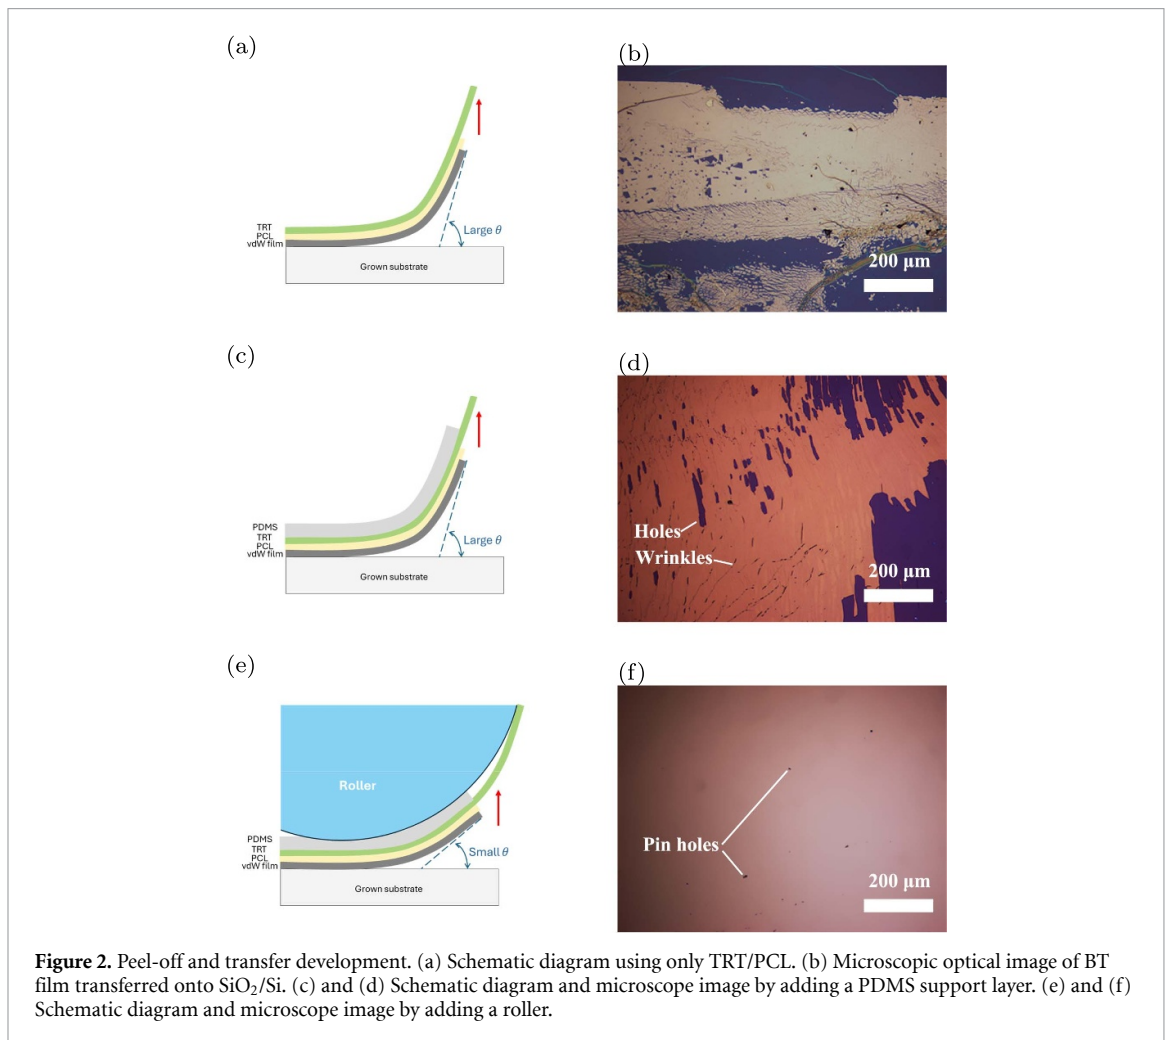 (a)
TRT
PCL
vdW film
Large θ
Grown substrate
(b)
200 μm
(c)
PDMS
TRT
PCL
vdW film
Large θ
Grown substrate
(d)
Holes
Wrinkles
200 μm
(e)
Roller
PDMS
TRT
PCL
vdW film
Small θ
Grown substrate
(f)
Pin holes
200 μm
Figure 2. Peel-off and transfer development. (a) Schematic diagram using only TRT/PCL. (b) Microscopic optical image of BT
film transferred onto SiO₂/Si. (c) and (d) Schematic diagram and microscope image by adding a PDMS support layer. (e) and (f)
Schematic diagram and microscope image by adding a roller.